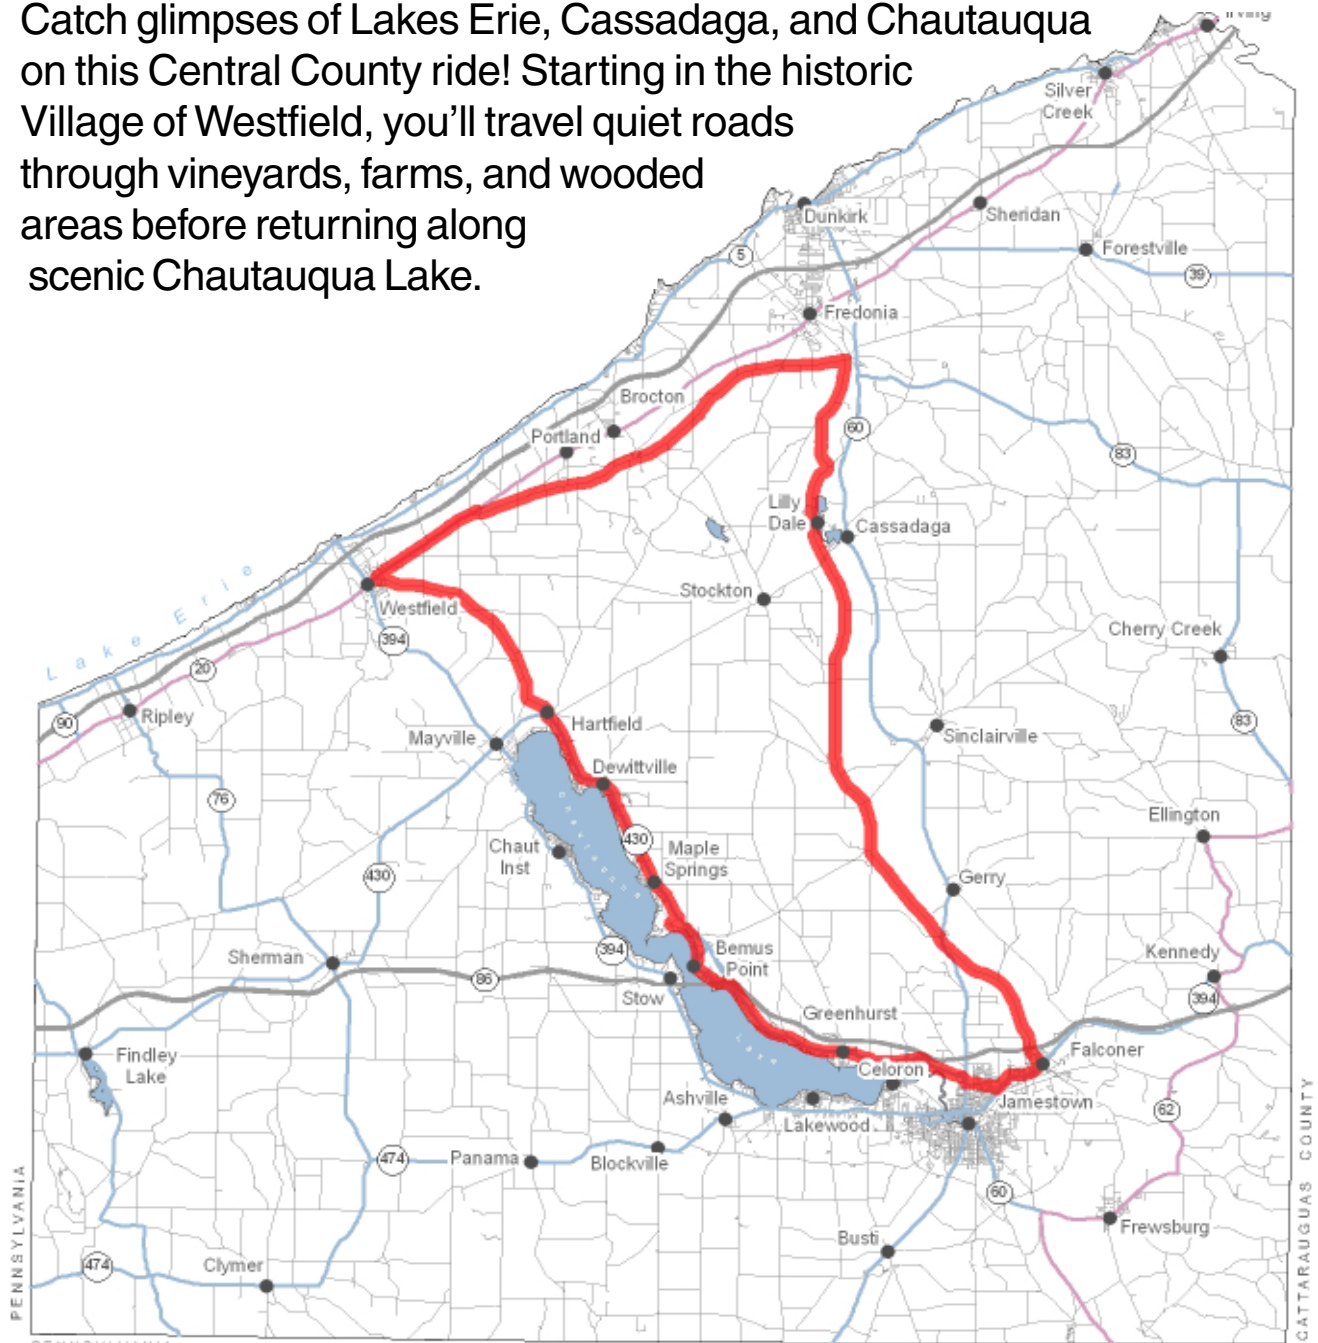 Catch glimpses of Lakes Erie, Cassadaga, and Chautauqua
on this Central County ride! Starting in the historic
Village of Westfield, you’ll travel quiet roads
through vineyards, farms, and wooded
areas before returning along
scenic Chautauqua Lake.
Irving
Silver
Creek
Dunkirk
Sheridan
5
Forestville
39
Fredonia
Brocton
Portland
60
83
Lilly
Dale
Cassadaga
Lake Erie
Stockton
Westfield
394
Cherry Creek
20
90
Ripley
Hartfield
83
Mayville
Sinclairville
Dewittville
76
Ellington
430
Chaut
Inst
Maple
Springs
430
Gerry
394
Bemus
Point
Kennedy
Sherman
86
Stow
394
Greenhurst
Lake
Findley
Lake
Falconer
Celoron
Ashville
Jamestown
Lakewood
62
474
Panama
Blockville
60
Frewsburg
Busti
474
Clymer
PENNSYLVANIA
CATTARAUGUS COUNTY
PENNSYLVANIA